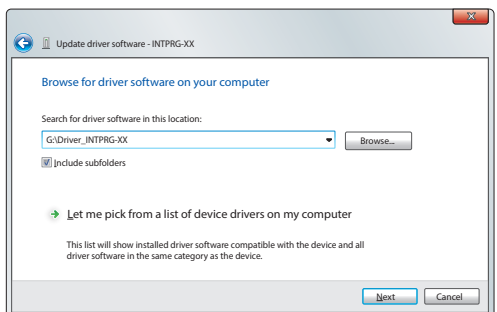 Update driver software - INTPRG-XX
Browse for driver software on your computer
Search for driver software in this location:
G:\Driver_INTPRG-XX
Browse...
Include subfolders
Let me pick from a list of device drivers on my computer
This list will show installed driver software compatible with the device and all
driver software in the same category as the device.
Next Cancel